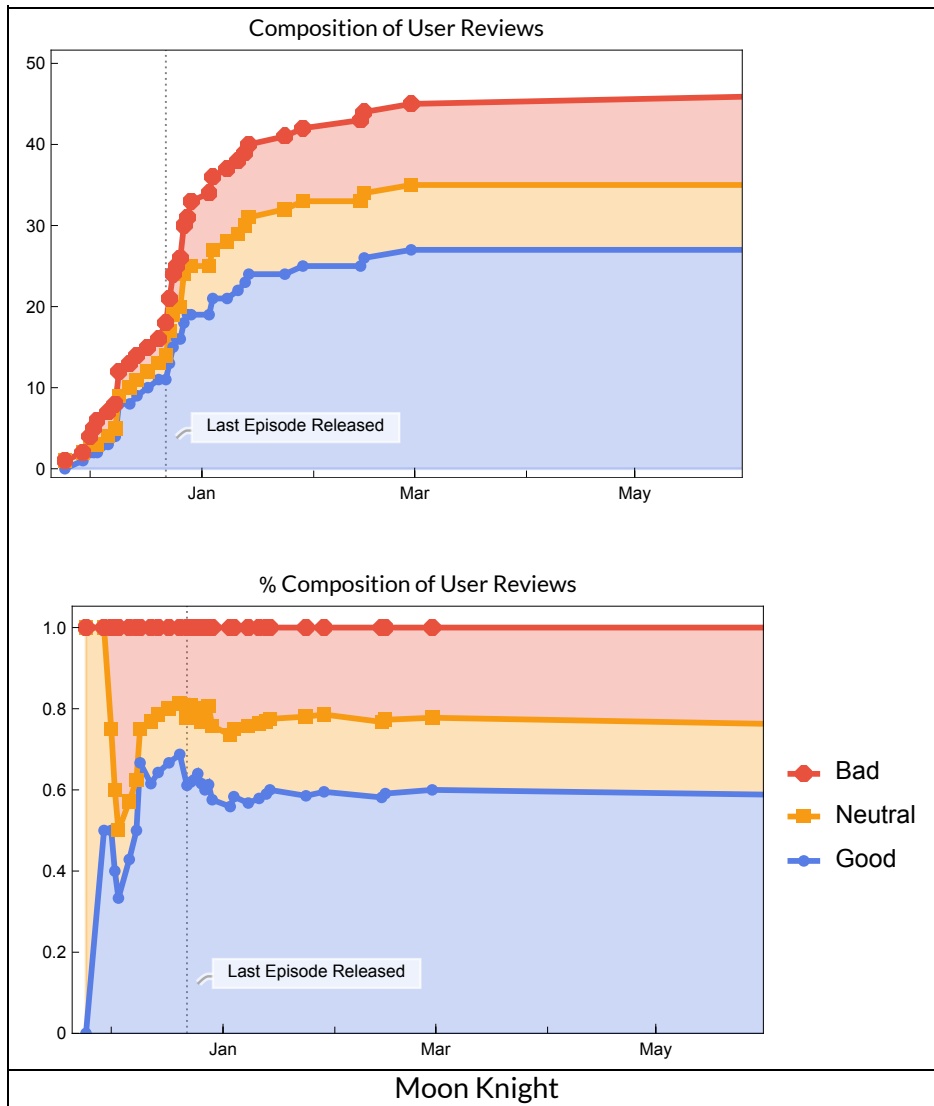 Composition of User Reviews
50
40
30
20
10
0
Last Episode Released
Jan Mar May
% Composition of User Reviews
1.0
0.8
0.6
0.4
0.2
0
Last Episode Released
Jan Mar May
Bad
Neutral
Good
Moon Knight